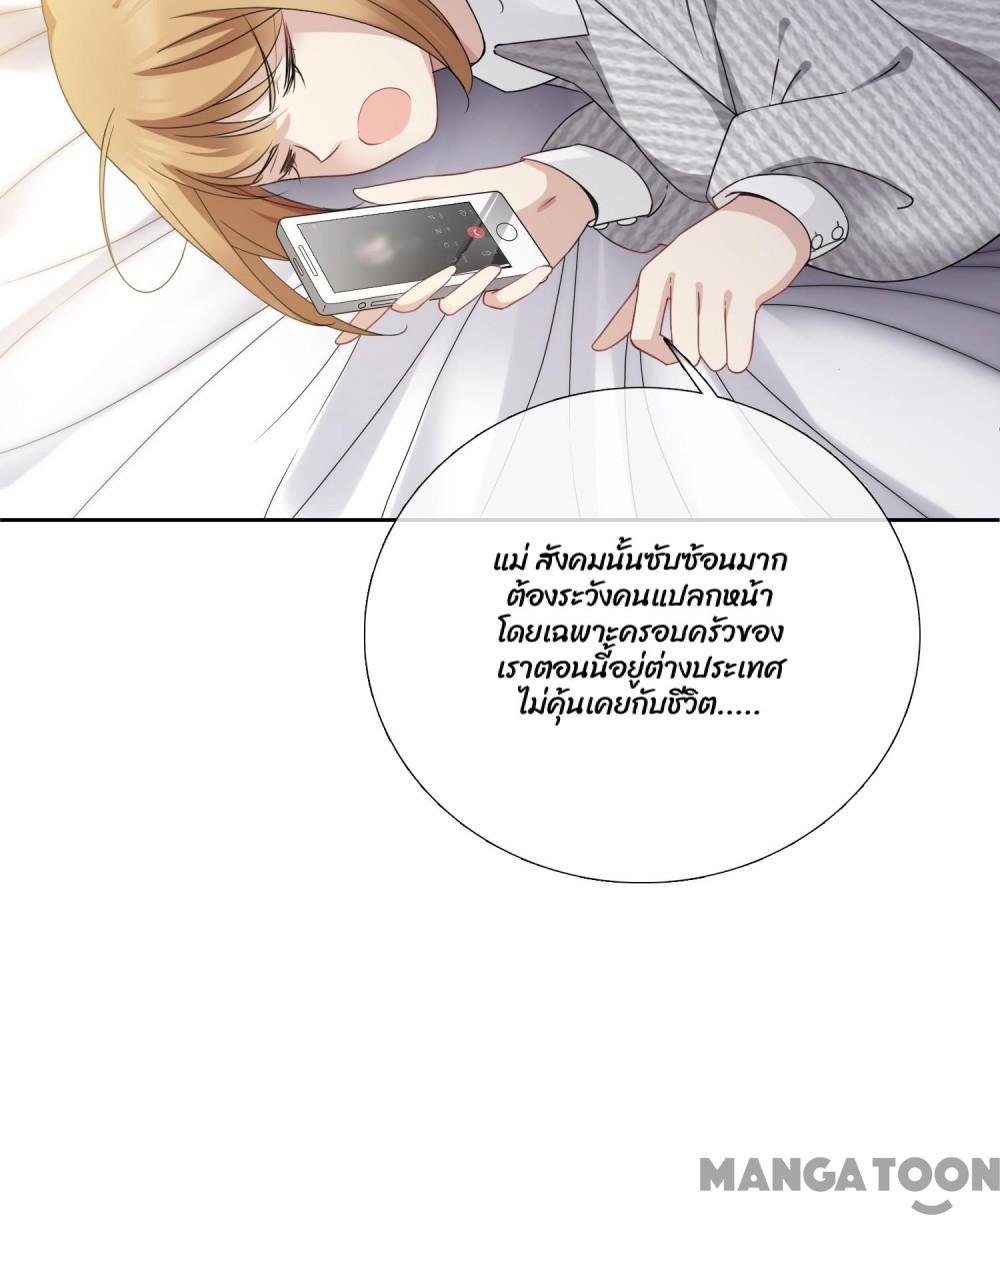 แม่ สังคมนั้นซับซ้อนมาก
ต้องระวังคนแปลกหน้า
โดยเฉพาะครอบครัวของ
เราตอนนี้อยู่ต่างประเทศ
ไม่คุ้นเคยกับชีวิต.....
MANGATOON